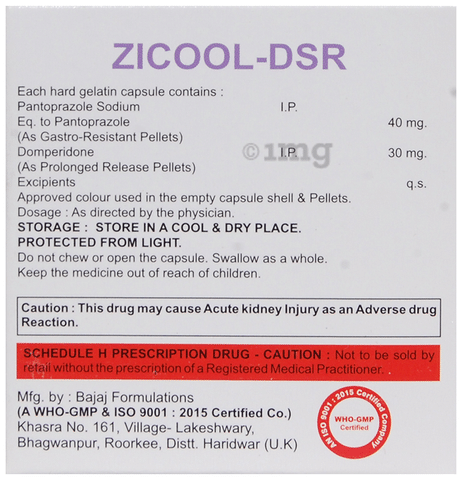 ZICOOL-DSR
Each hard gelatin capsule contains :
Pantoprazole Sodium I.P.
Eq. to Pantoprazole 40 mg.
(As Gastro-Resistant Pellets)
Domperidone I.P. 30 mg.
(As Prolonged Release Pellets)
Excipients q.s.
Approved colour used in the empty capsule shell & Pellets.
Dosage : As directed by the physician.
STORAGE : STORE IN A COOL & DRY PLACE.
PROTECTED FROM LIGHT.
Do not chew or open the capsule. Swallow as a whole.
Keep the medicine out of reach of children.
Caution : This drug may cause Acute kidney Injury as an Adverse drug
Reaction.
SCHEDULE H PRESCRIPTION DRUG - CAUTION : Not to be sold by
retail without the prescription of a Registered Medical Practitioner.
Mfg. by : Bajaj Formulations
(A WHO-GMP & ISO 9001 : 2015 Certified Co.)
Khasra No. 161, Village- Lakeshwary,
Bhagwanpur, Roorkee, Distt. Haridwar (U.K)
AN ISO 9001 : 2015 Certified Company
WHO-GMP
Certified
© 1mg